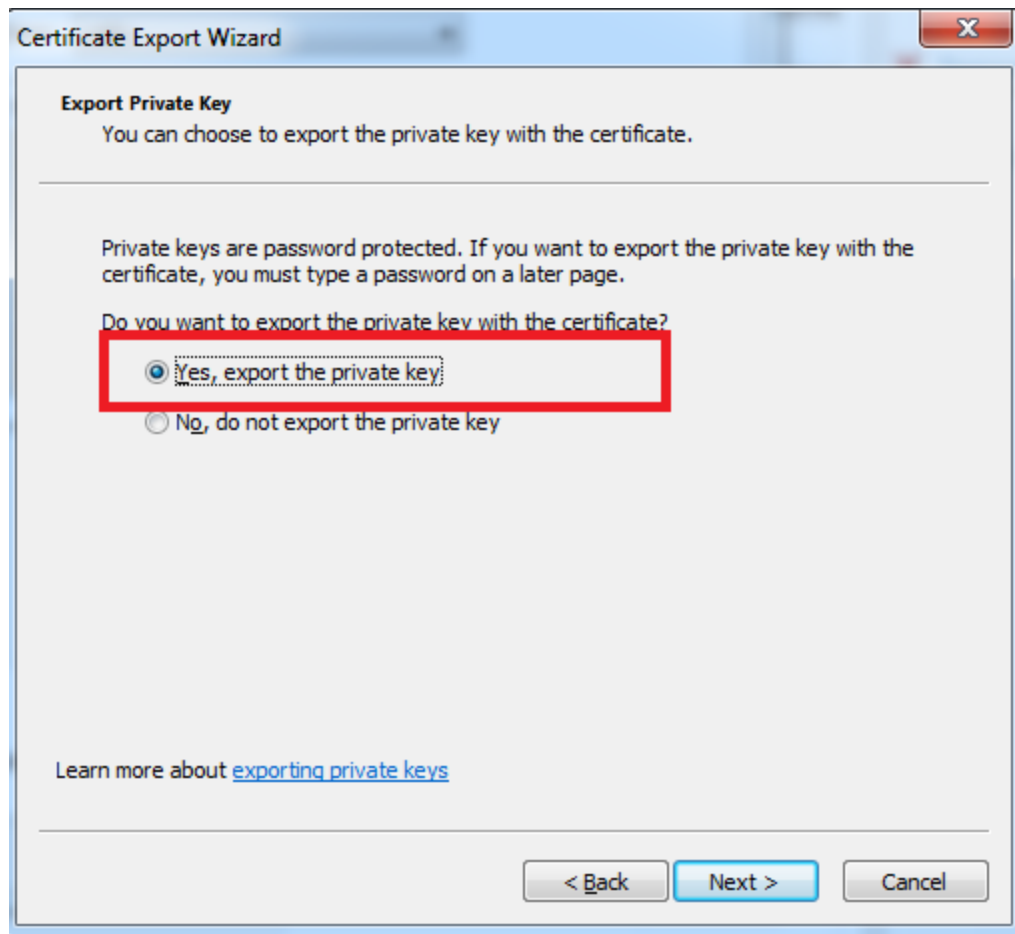 Certificate Export Wizard
Export Private Key
You can choose to export the private key with the certificate.
Private keys are password protected. If you want to export the private key with the
certificate, you must type a password on a later page.
Do you want to export the private key with the certificate?
Yes, export the private key
No, do not export the private key
Learn more about exporting private keys
< Back Next > Cancel